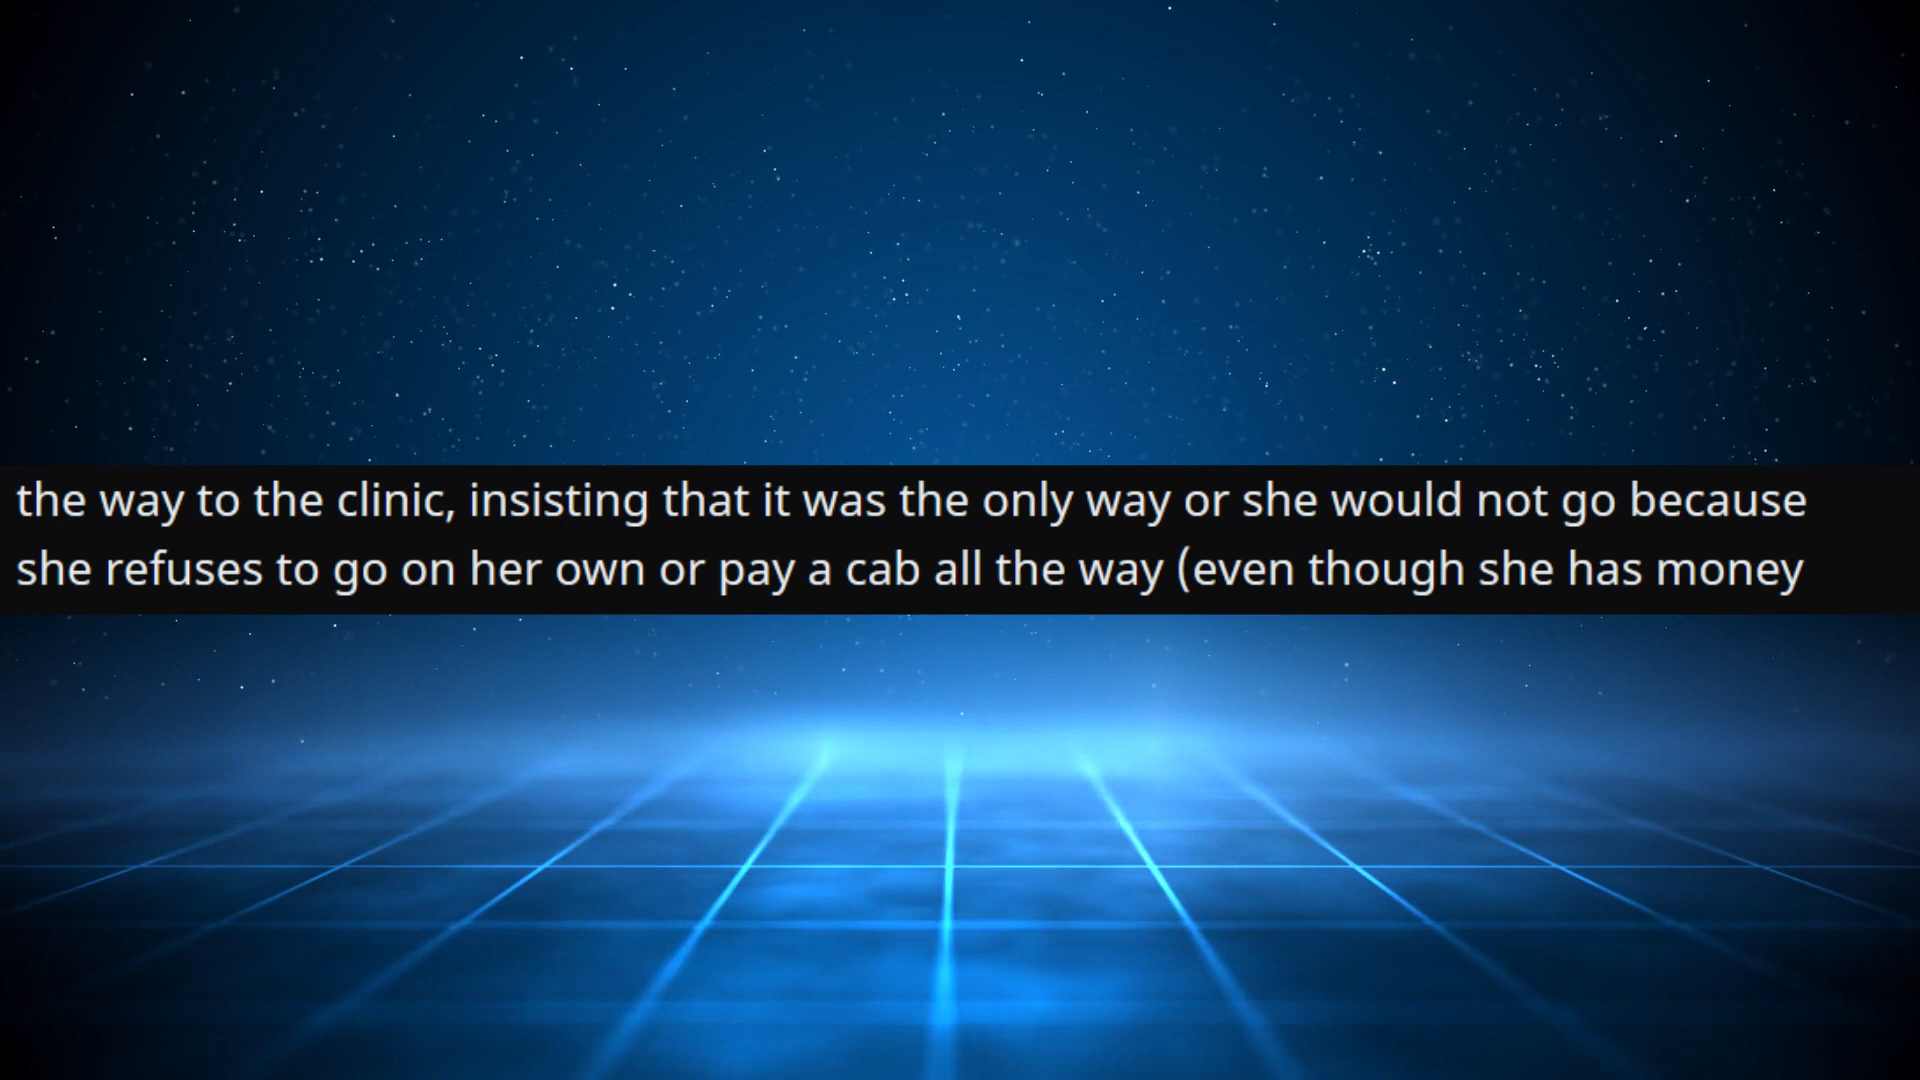 the way to the clinic, insisting that it was the only way or she would not go because
she refuses to go on her own or pay a cab all the way (even though she has money